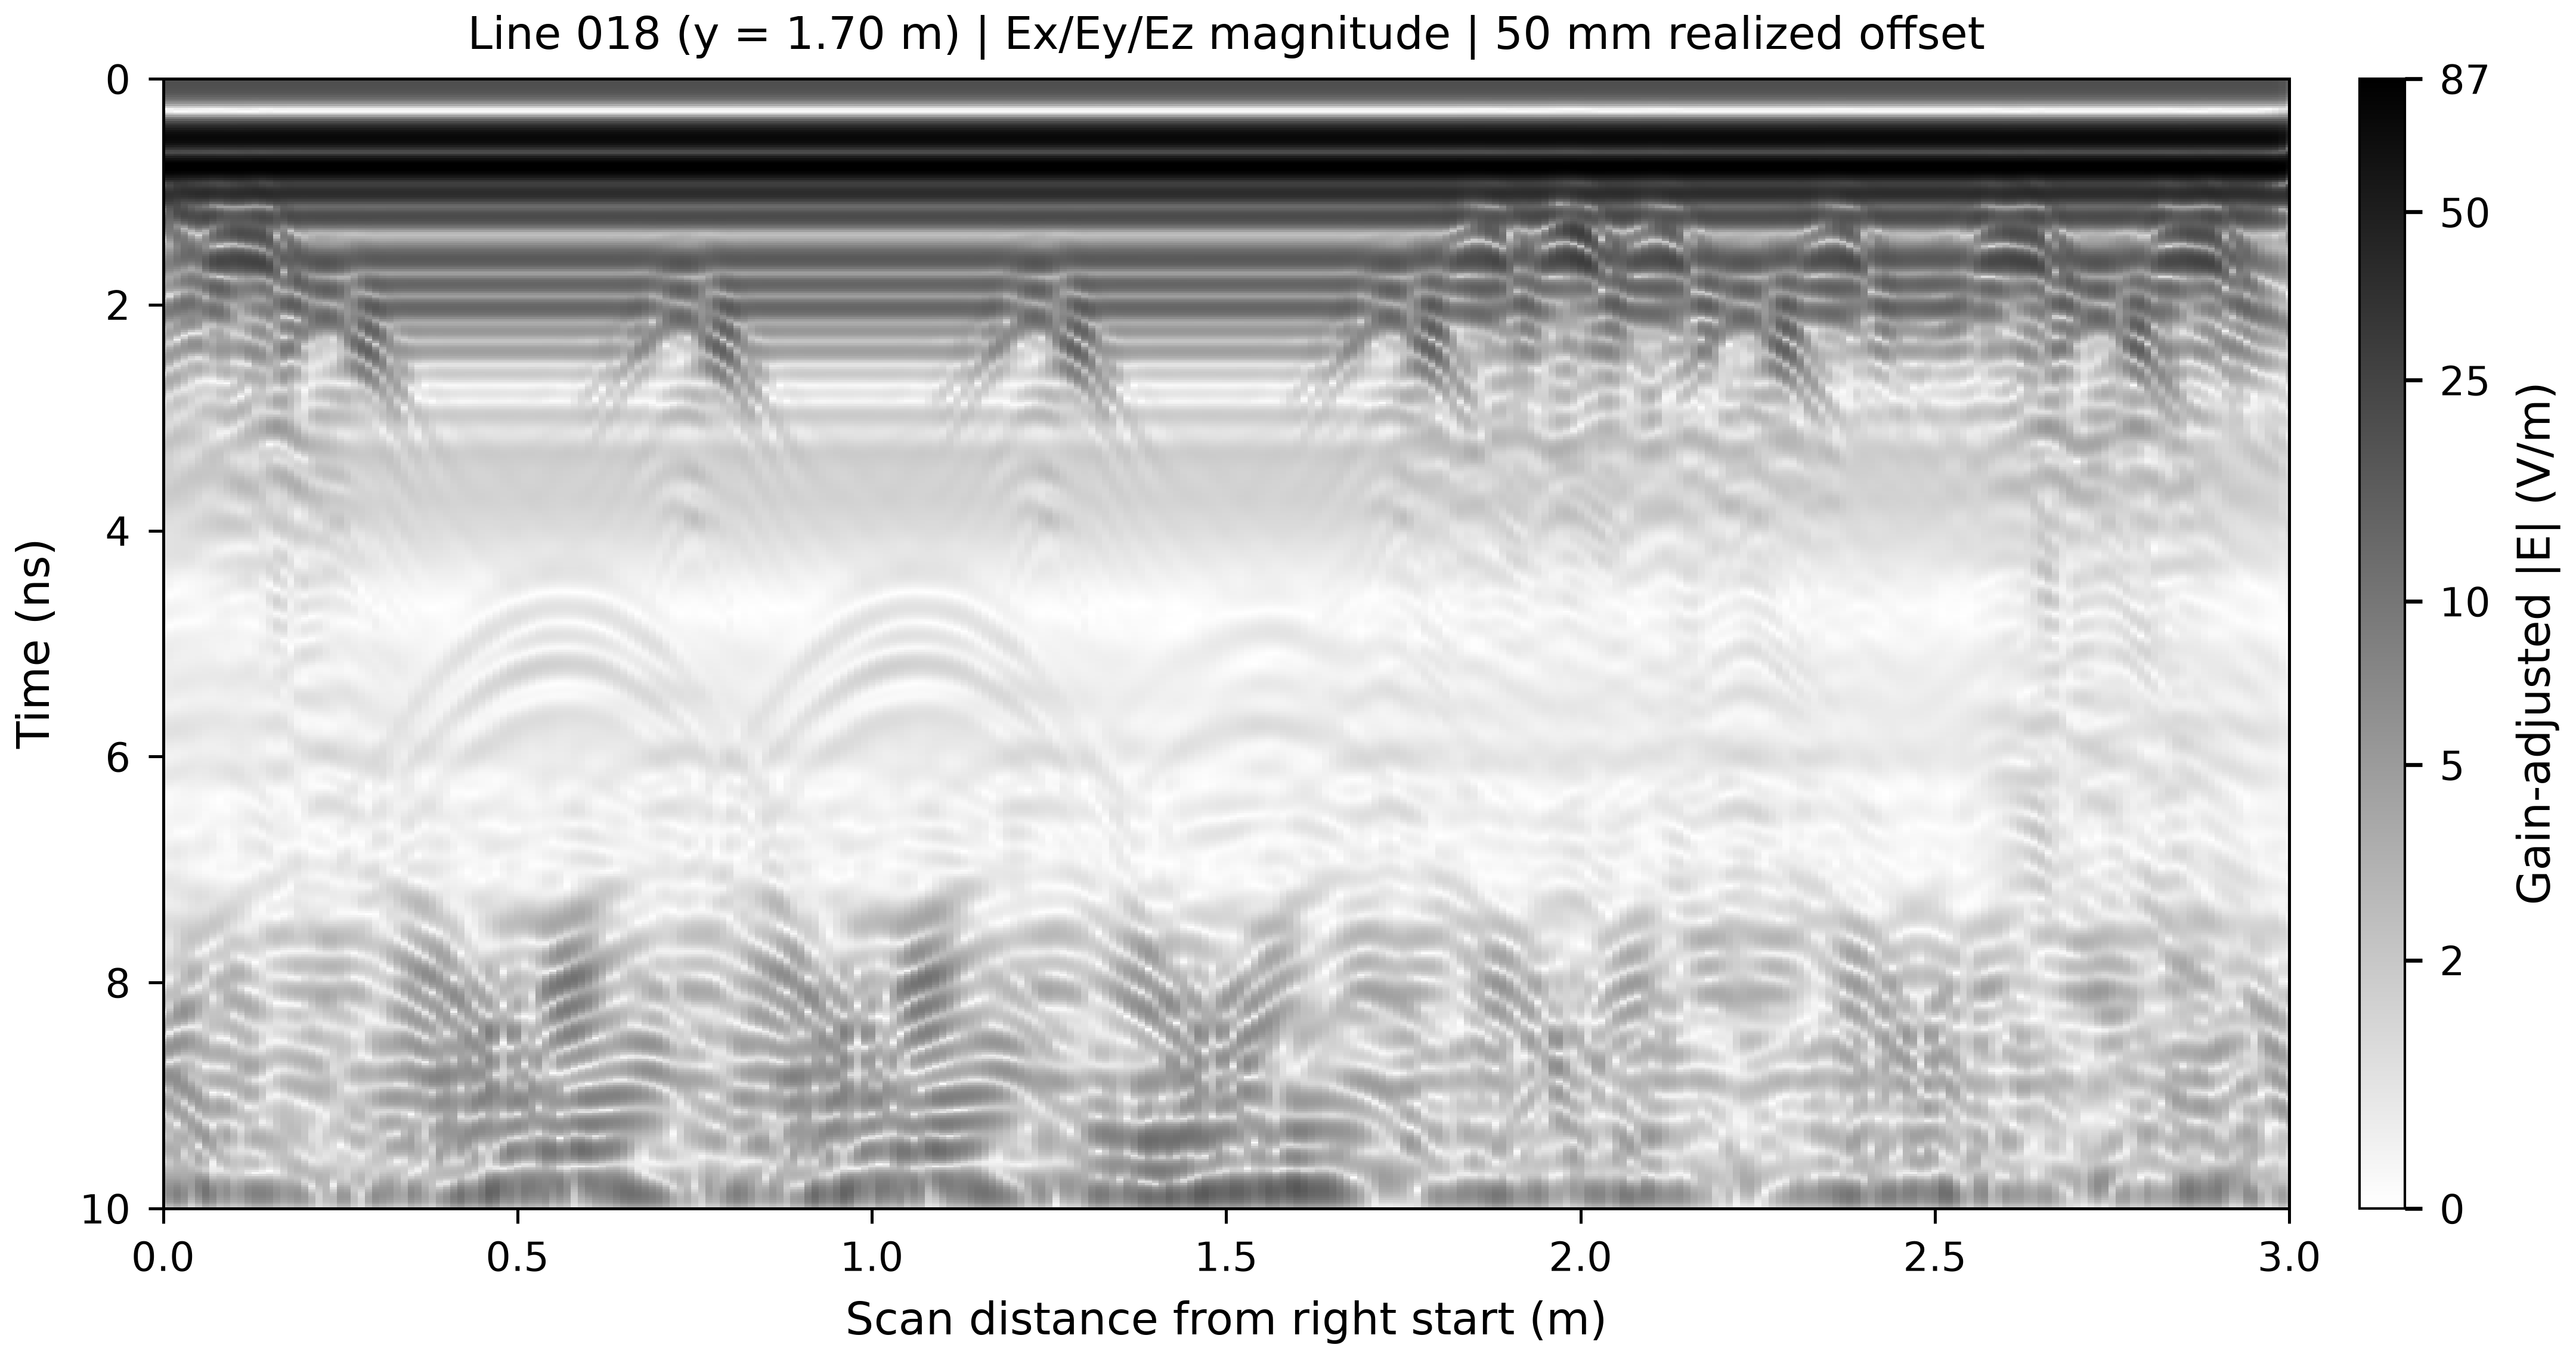 Line 018 (y = 1.70 m) | Ex/Ey/Ez magnitude | 50 mm realized offset
Time (ns)
0
2
4
6
8
10
0.0 0.5 1.0 1.5 2.0 2.5 3.0
Scan distance from right start (m)
87
50
25
10
5
2
0
Gain-adjusted |E| (V/m)